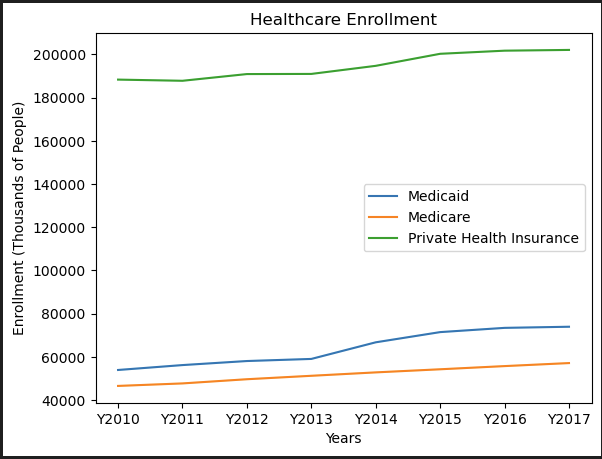 Healthcare Enrollment
Enrollment (Thousands of People)
200000
180000
160000
140000
120000
100000
80000
60000
40000
Medicaid
Medicare
Private Health Insurance
Y2010 Y2011 Y2012 Y2013 Y2014 Y2015 Y2016 Y2017
Years